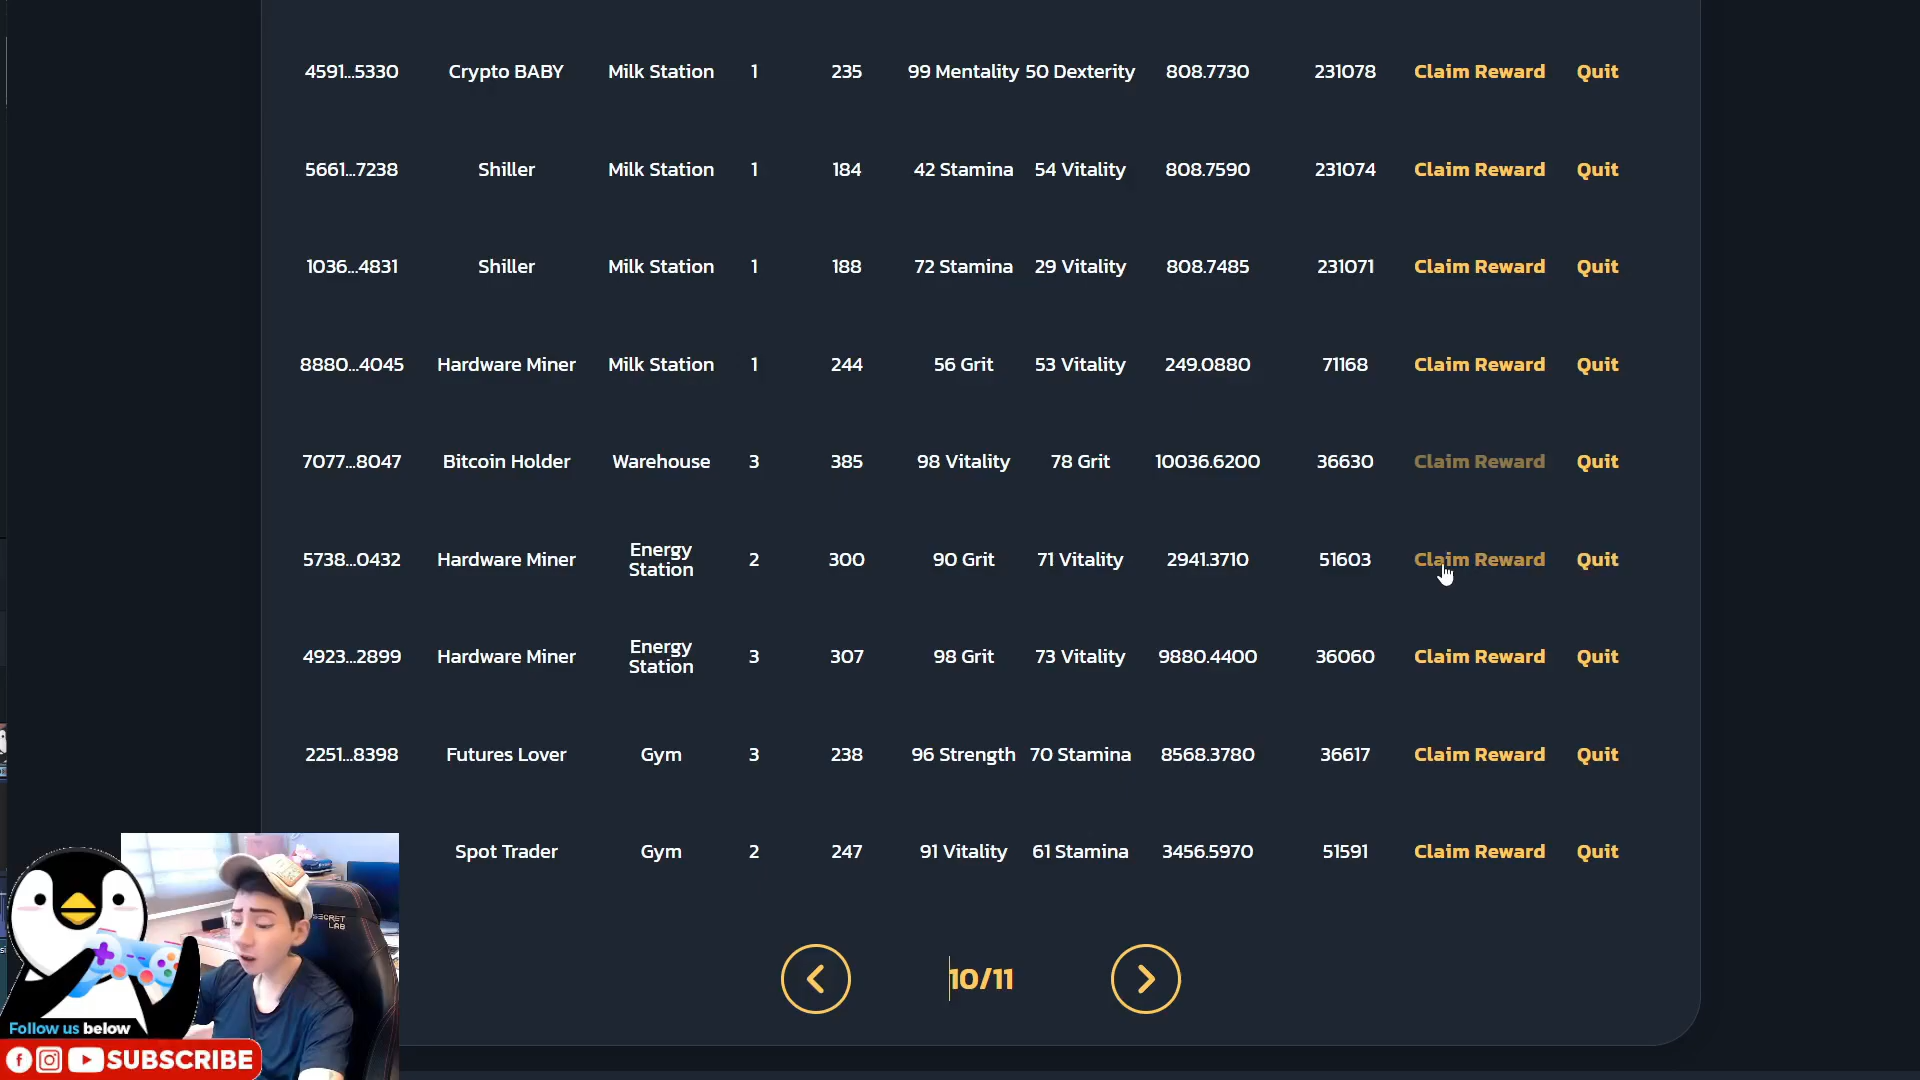 4591...5330 Crypto BABY Milk Station 1 235 99 Mentality 50 Dexterity 808.7730 231078 Claim Reward Quit
5661...7238 Shiller Milk Station 1 184 42 Stamina 54 Vitality 808.7590 231074 Claim Reward Quit
1036...4831 Shiller Milk Station 1 188 72 Stamina 29 Vitality 808.7485 231071 Claim Reward Quit
8880...4045 Hardware Miner Milk Station 1 244 56 Grit 53 Vitality 249.0880 71168 Claim Reward Quit
7077...8047 Bitcoin Holder Warehouse 3 385 98 Vitality 78 Grit 10036.6200 36630 Claim Reward Quit
5738...0432 Hardware Miner Energy Station 2 300 90 Grit 71 Vitality 2941.3710 51603 Claim Reward Quit
4923...2899 Hardware Miner Energy Station 3 307 98 Grit 73 Vitality 9880.4400 36060 Claim Reward Quit
2251...8398 Futures Lover Gym 3 238 96 Strength 70 Stamina 8568.3780 36617 Claim Reward Quit
Spot Trader Gym 2 247 91 Vitality 61 Stamina 3456.5970 51591 Claim Reward Quit
10/11
SECRET
LAB
Follow us below
SUBSCRIBE